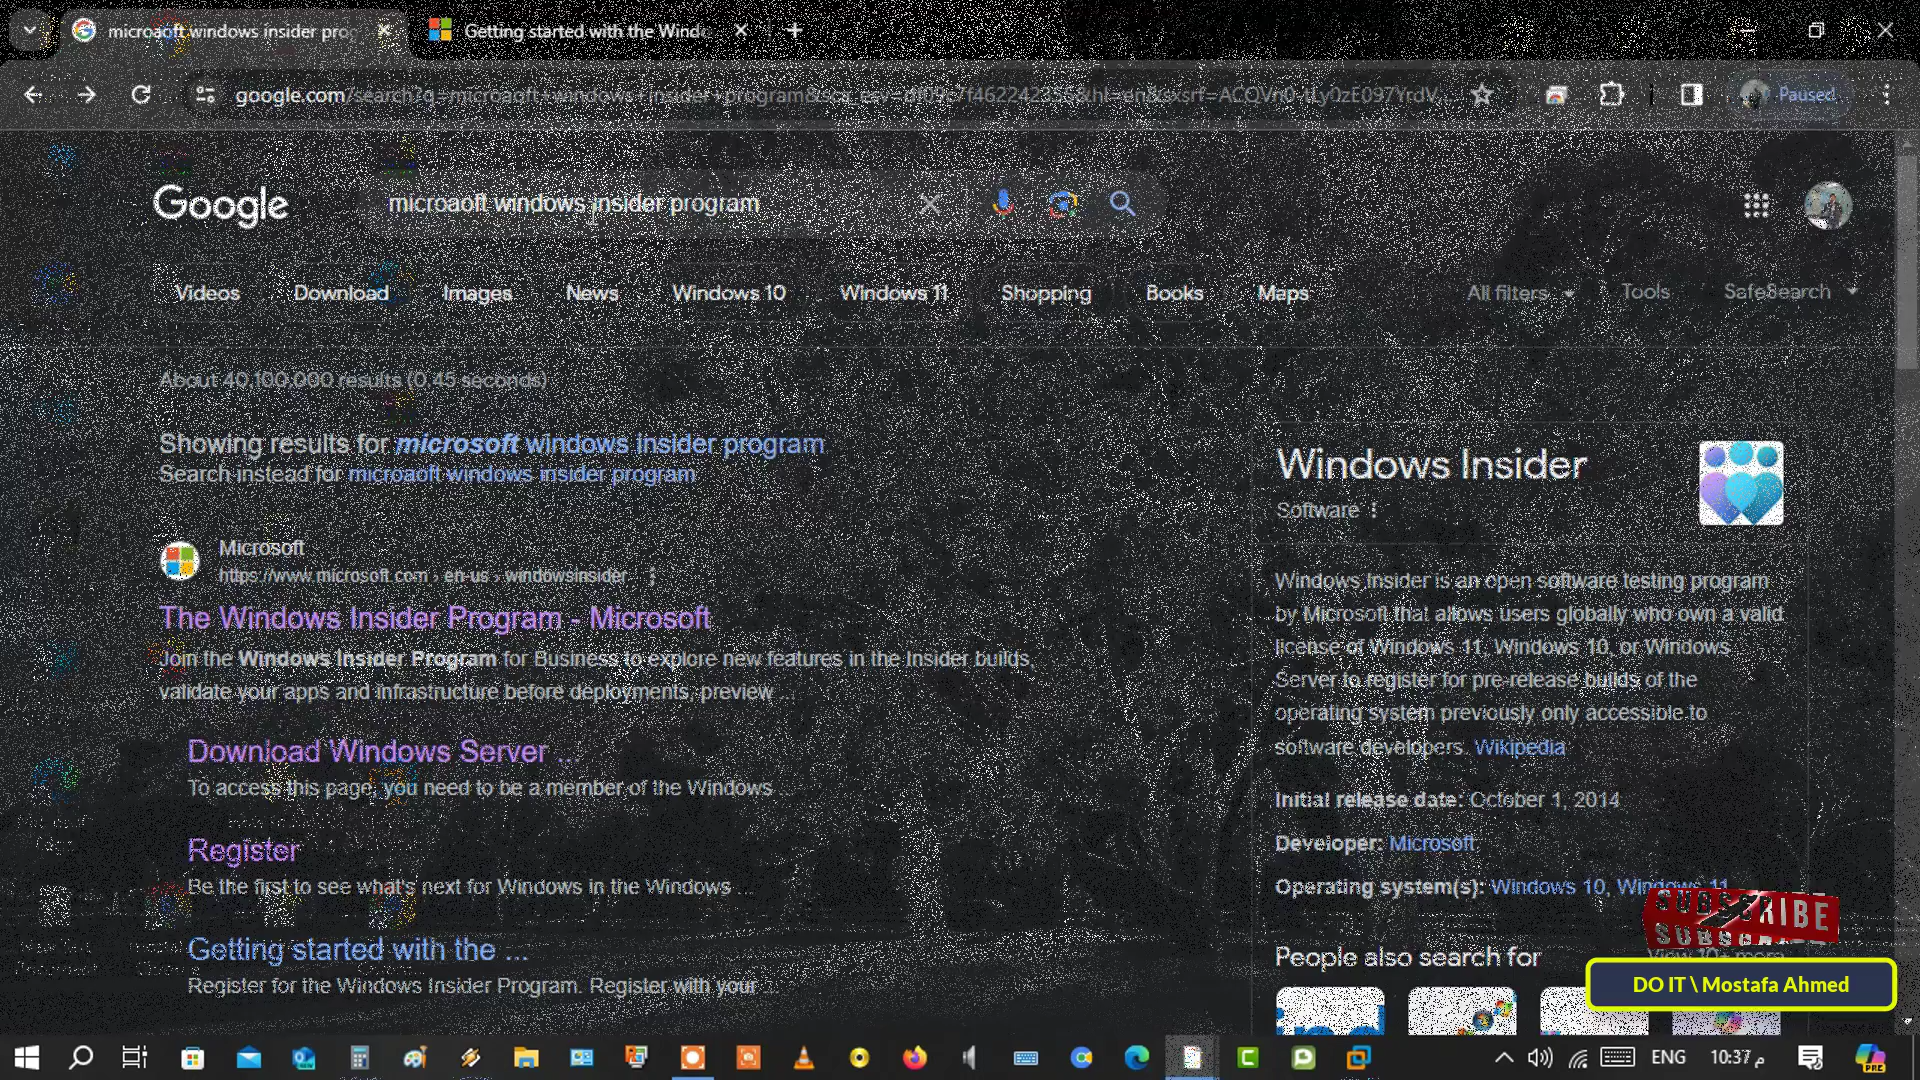 microaoft windows insider prog
Getting started with the Windo
google.com/search?q=microaoft+windows+insider+program&sca_esv=
Paused
Google
microaoft windows insider program
Videos
Download
Images
News
Windows 10
Windows 11
Shopping
Books
Maps
All filters
Tools
SafeSearch
About 40,100,000 results (0.45 seconds)
Showing results for microsoft windows insider program
Search instead for microaoft windows insider program
Microsoft
https://www.microsoft.com › en-us › windowsinsider
The Windows Insider Program - Microsoft
Join the Windows Insider Program for Business to explore new features in the Insider builds,
validate your apps and infrastructure before deployments, preview ...
Download Windows Server ...
To access this page, you need to be a member of the Windows ...
Register
Be the first to see what's next for Windows in the Windows ...
Getting started with the ...
Register for the Windows Insider Program. Register with your ...
Windows Insider
Software
Windows Insider is an open software testing program
by Microsoft that allows users globally who own a valid
license of Windows 11, Windows 10, or Windows
Server to register for pre-release builds of the
operating system previously only accessible to
software developers. Wikipedia
Initial release date: October 1, 2014
Developer: Microsoft
Operating system(s): Windows 10, Windows 11
People also search for
View 10+ more
SUBSCRIBE
SUBSCRIBE
DO IT \ Mostafa Ahmed
ENG
10:37 م
PRE